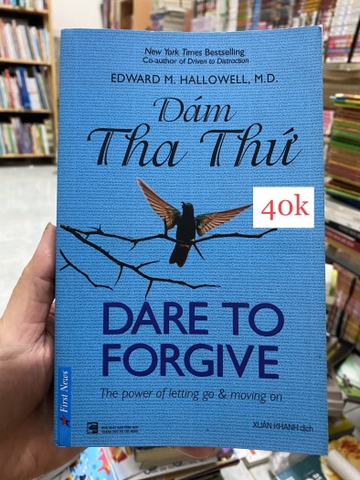 New York Times Bestselling
Co-author of Driven to Distraction
EDWARD M. HALLOWELL, M.D.
Dám
Tha Thứ
40k
DARE TO
FORGIVE
The power of letting go & moving on
First News
XUÂN KHANH dịch